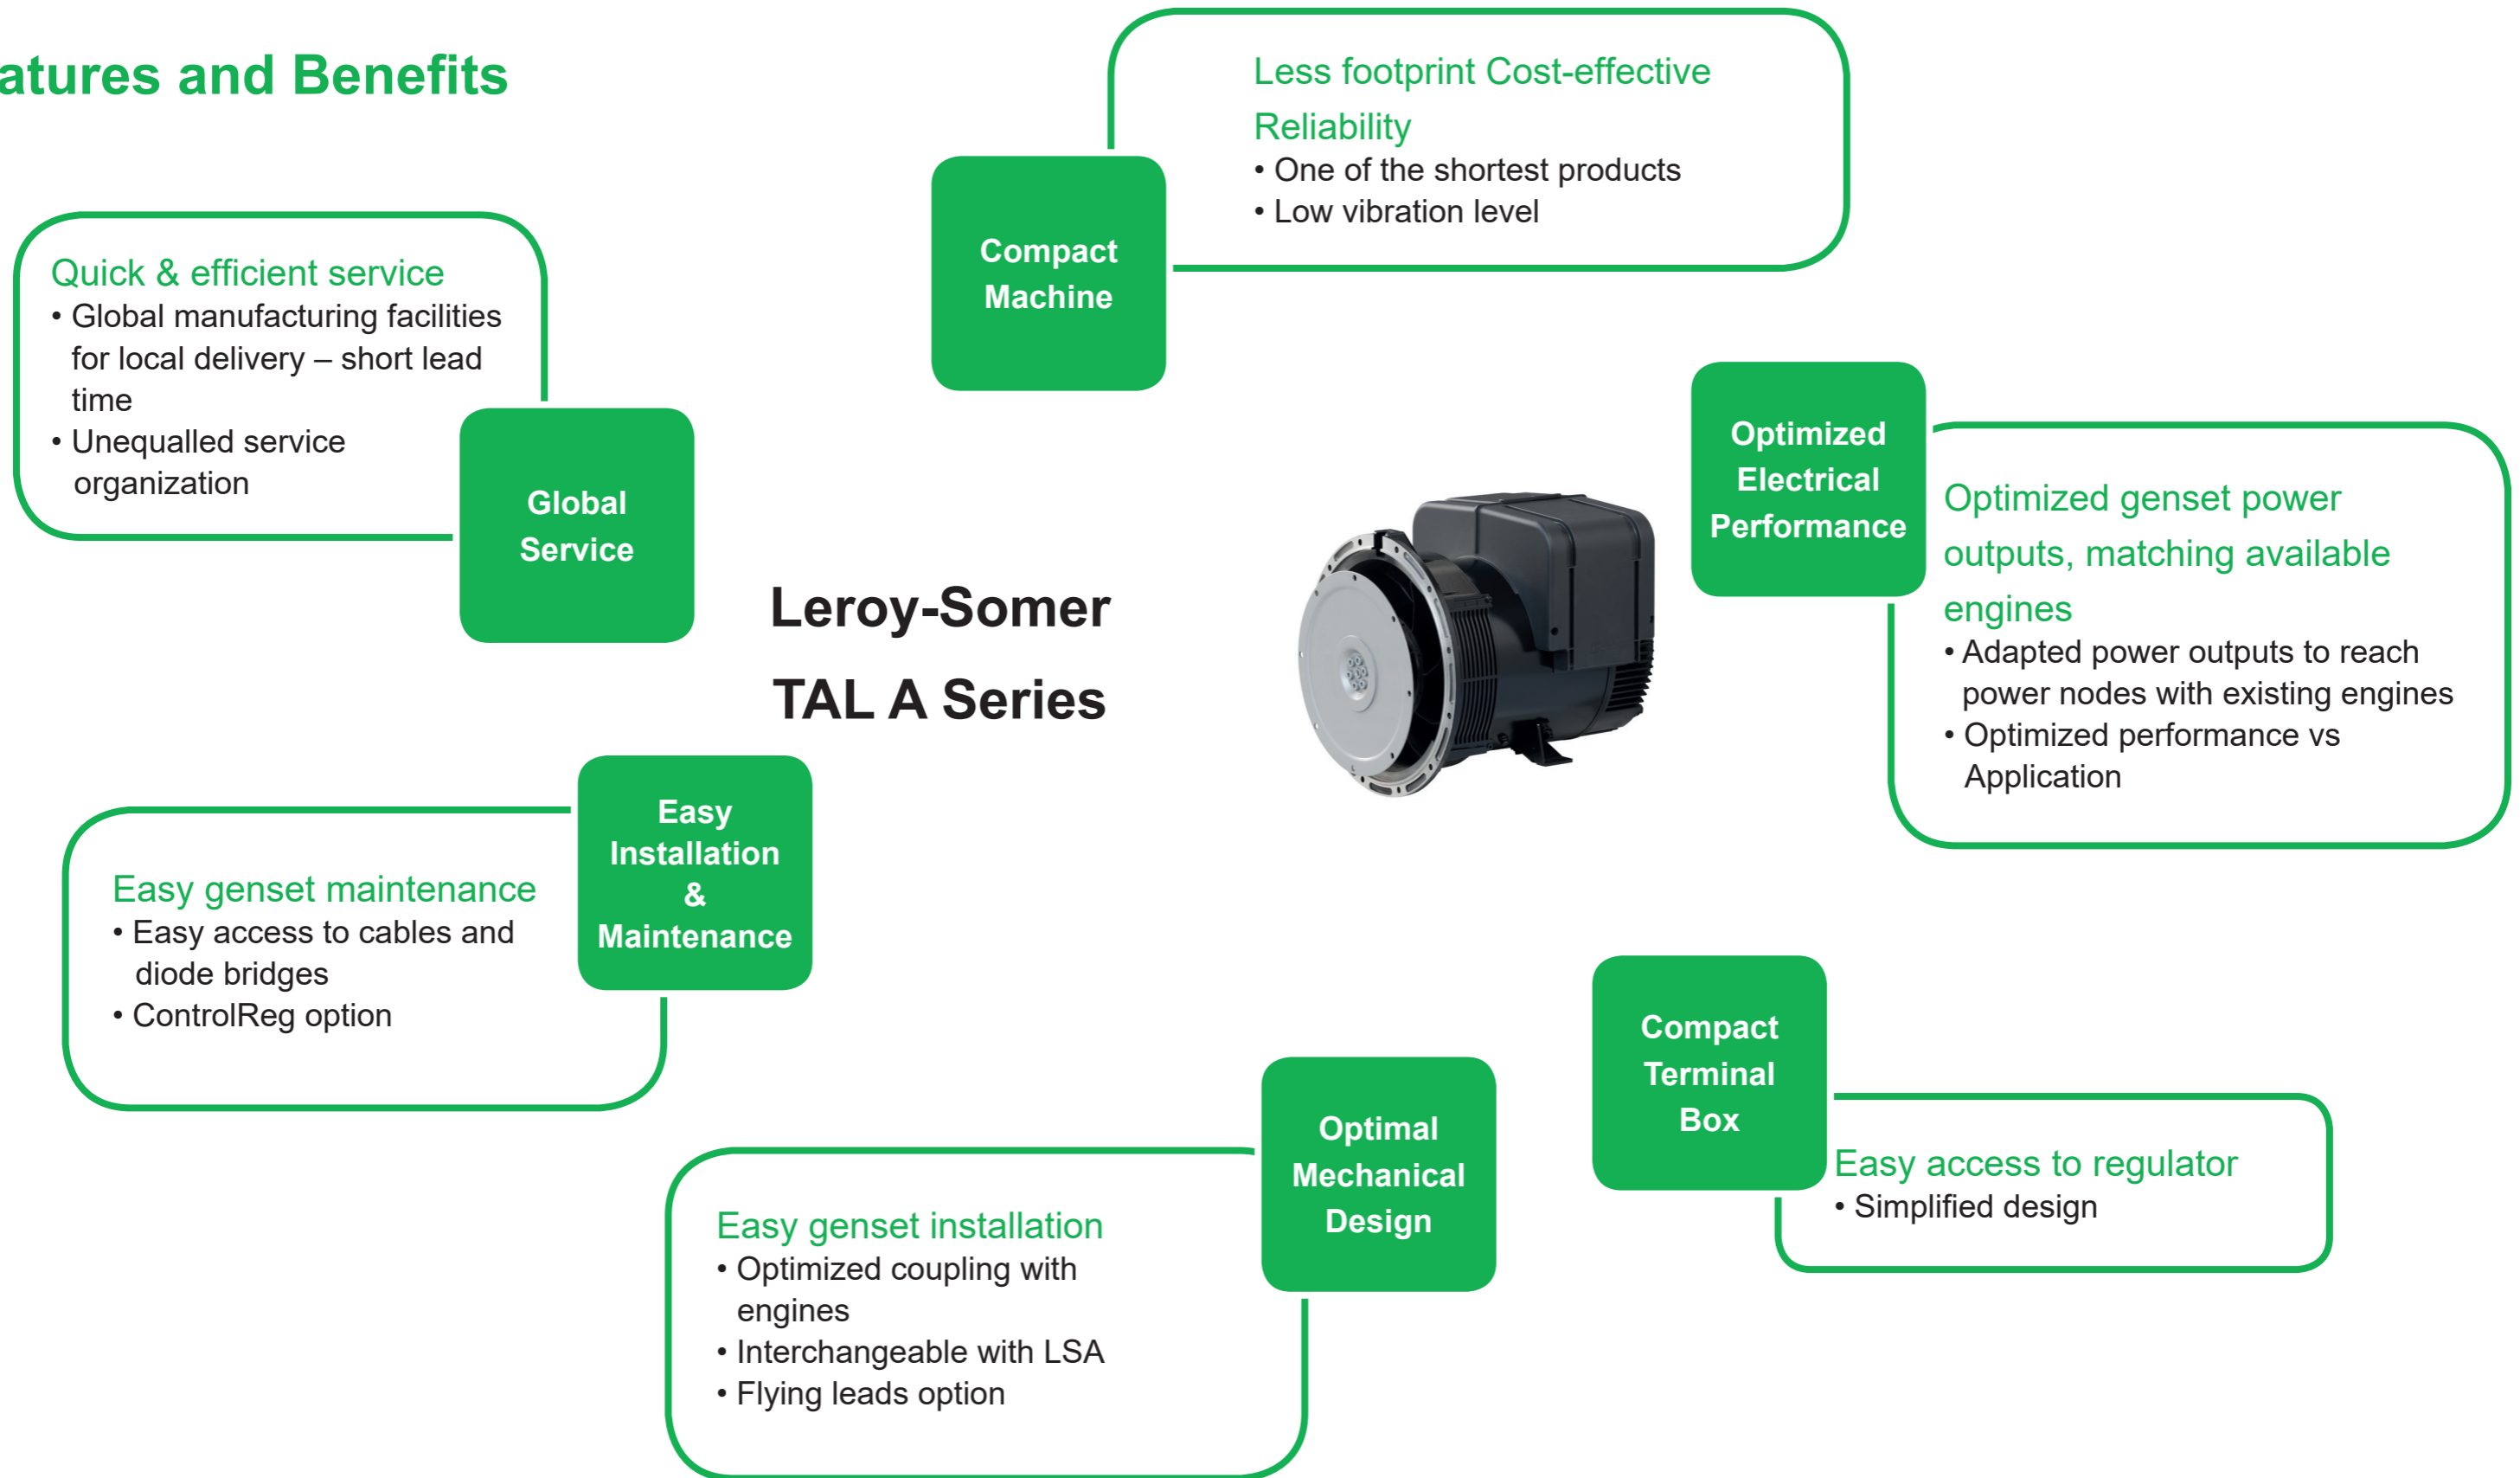 atures and Benefits
Less footprint Cost-effective
Reliability
• One of the shortest products
• Low vibration level
Compact
Machine
Quick & efficient service
• Global manufacturing facilities
for local delivery – short lead
time
• Unequalled service
organization
Global
Service
Optimized
Electrical
Performance
Optimized genset power
outputs, matching available
engines
• Adapted power outputs to reach
power nodes with existing engines
• Optimized performance vs
Application
Leroy-Somer
TAL A Series
Easy
Installation
&
Maintenance
Easy genset maintenance
• Easy access to cables and
diode bridges
• ControlReg option
Compact
Terminal
Box
Easy access to regulator
• Simplified design
Optimal
Mechanical
Design
Easy genset installation
• Optimized coupling with
engines
• Interchangeable with LSA
• Flying leads option